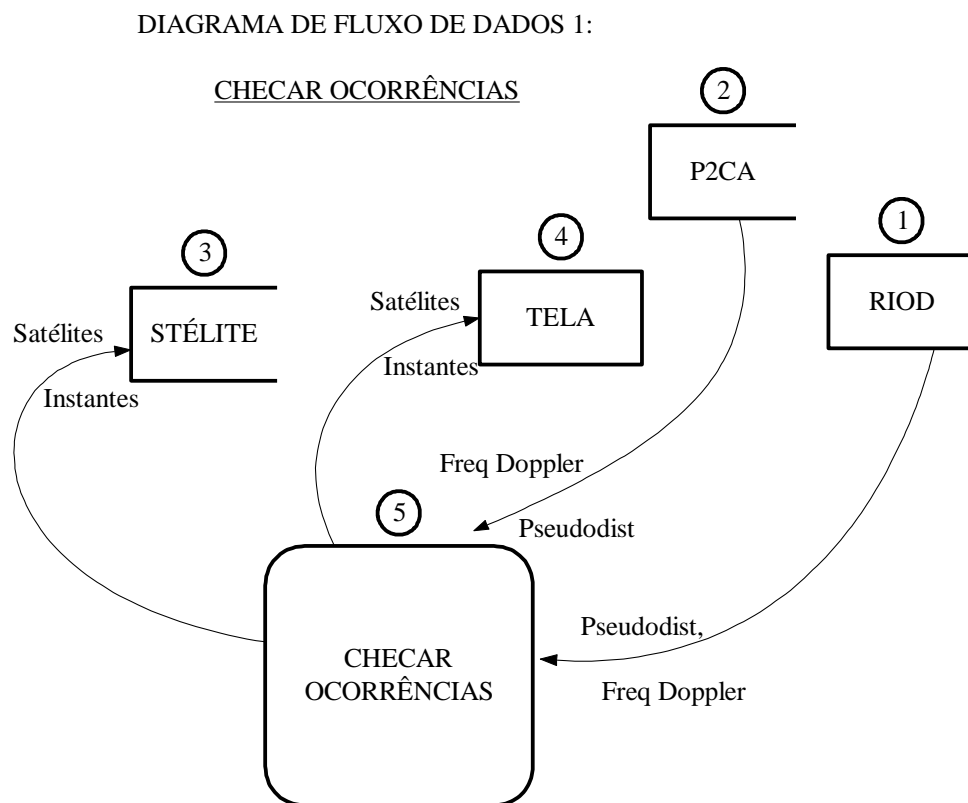 DIAGRAMA DE FLUXO DE DADOS 1:
CHECAR OCORRÊNCIAS
2
P2CA
1
RIOD
3
STÉLITE
4
TELA
Satélites
Instantes
Satélites
Instantes
Freq Doppler
Pseudodist
5
CHECAR
OCORRÊNCIAS
Pseudodist,
Freq Doppler